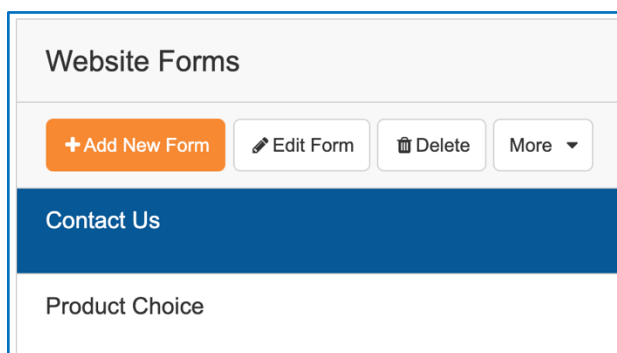 Website Forms
Add New Form Edit Form Delete More
Contact Us
Product Choice